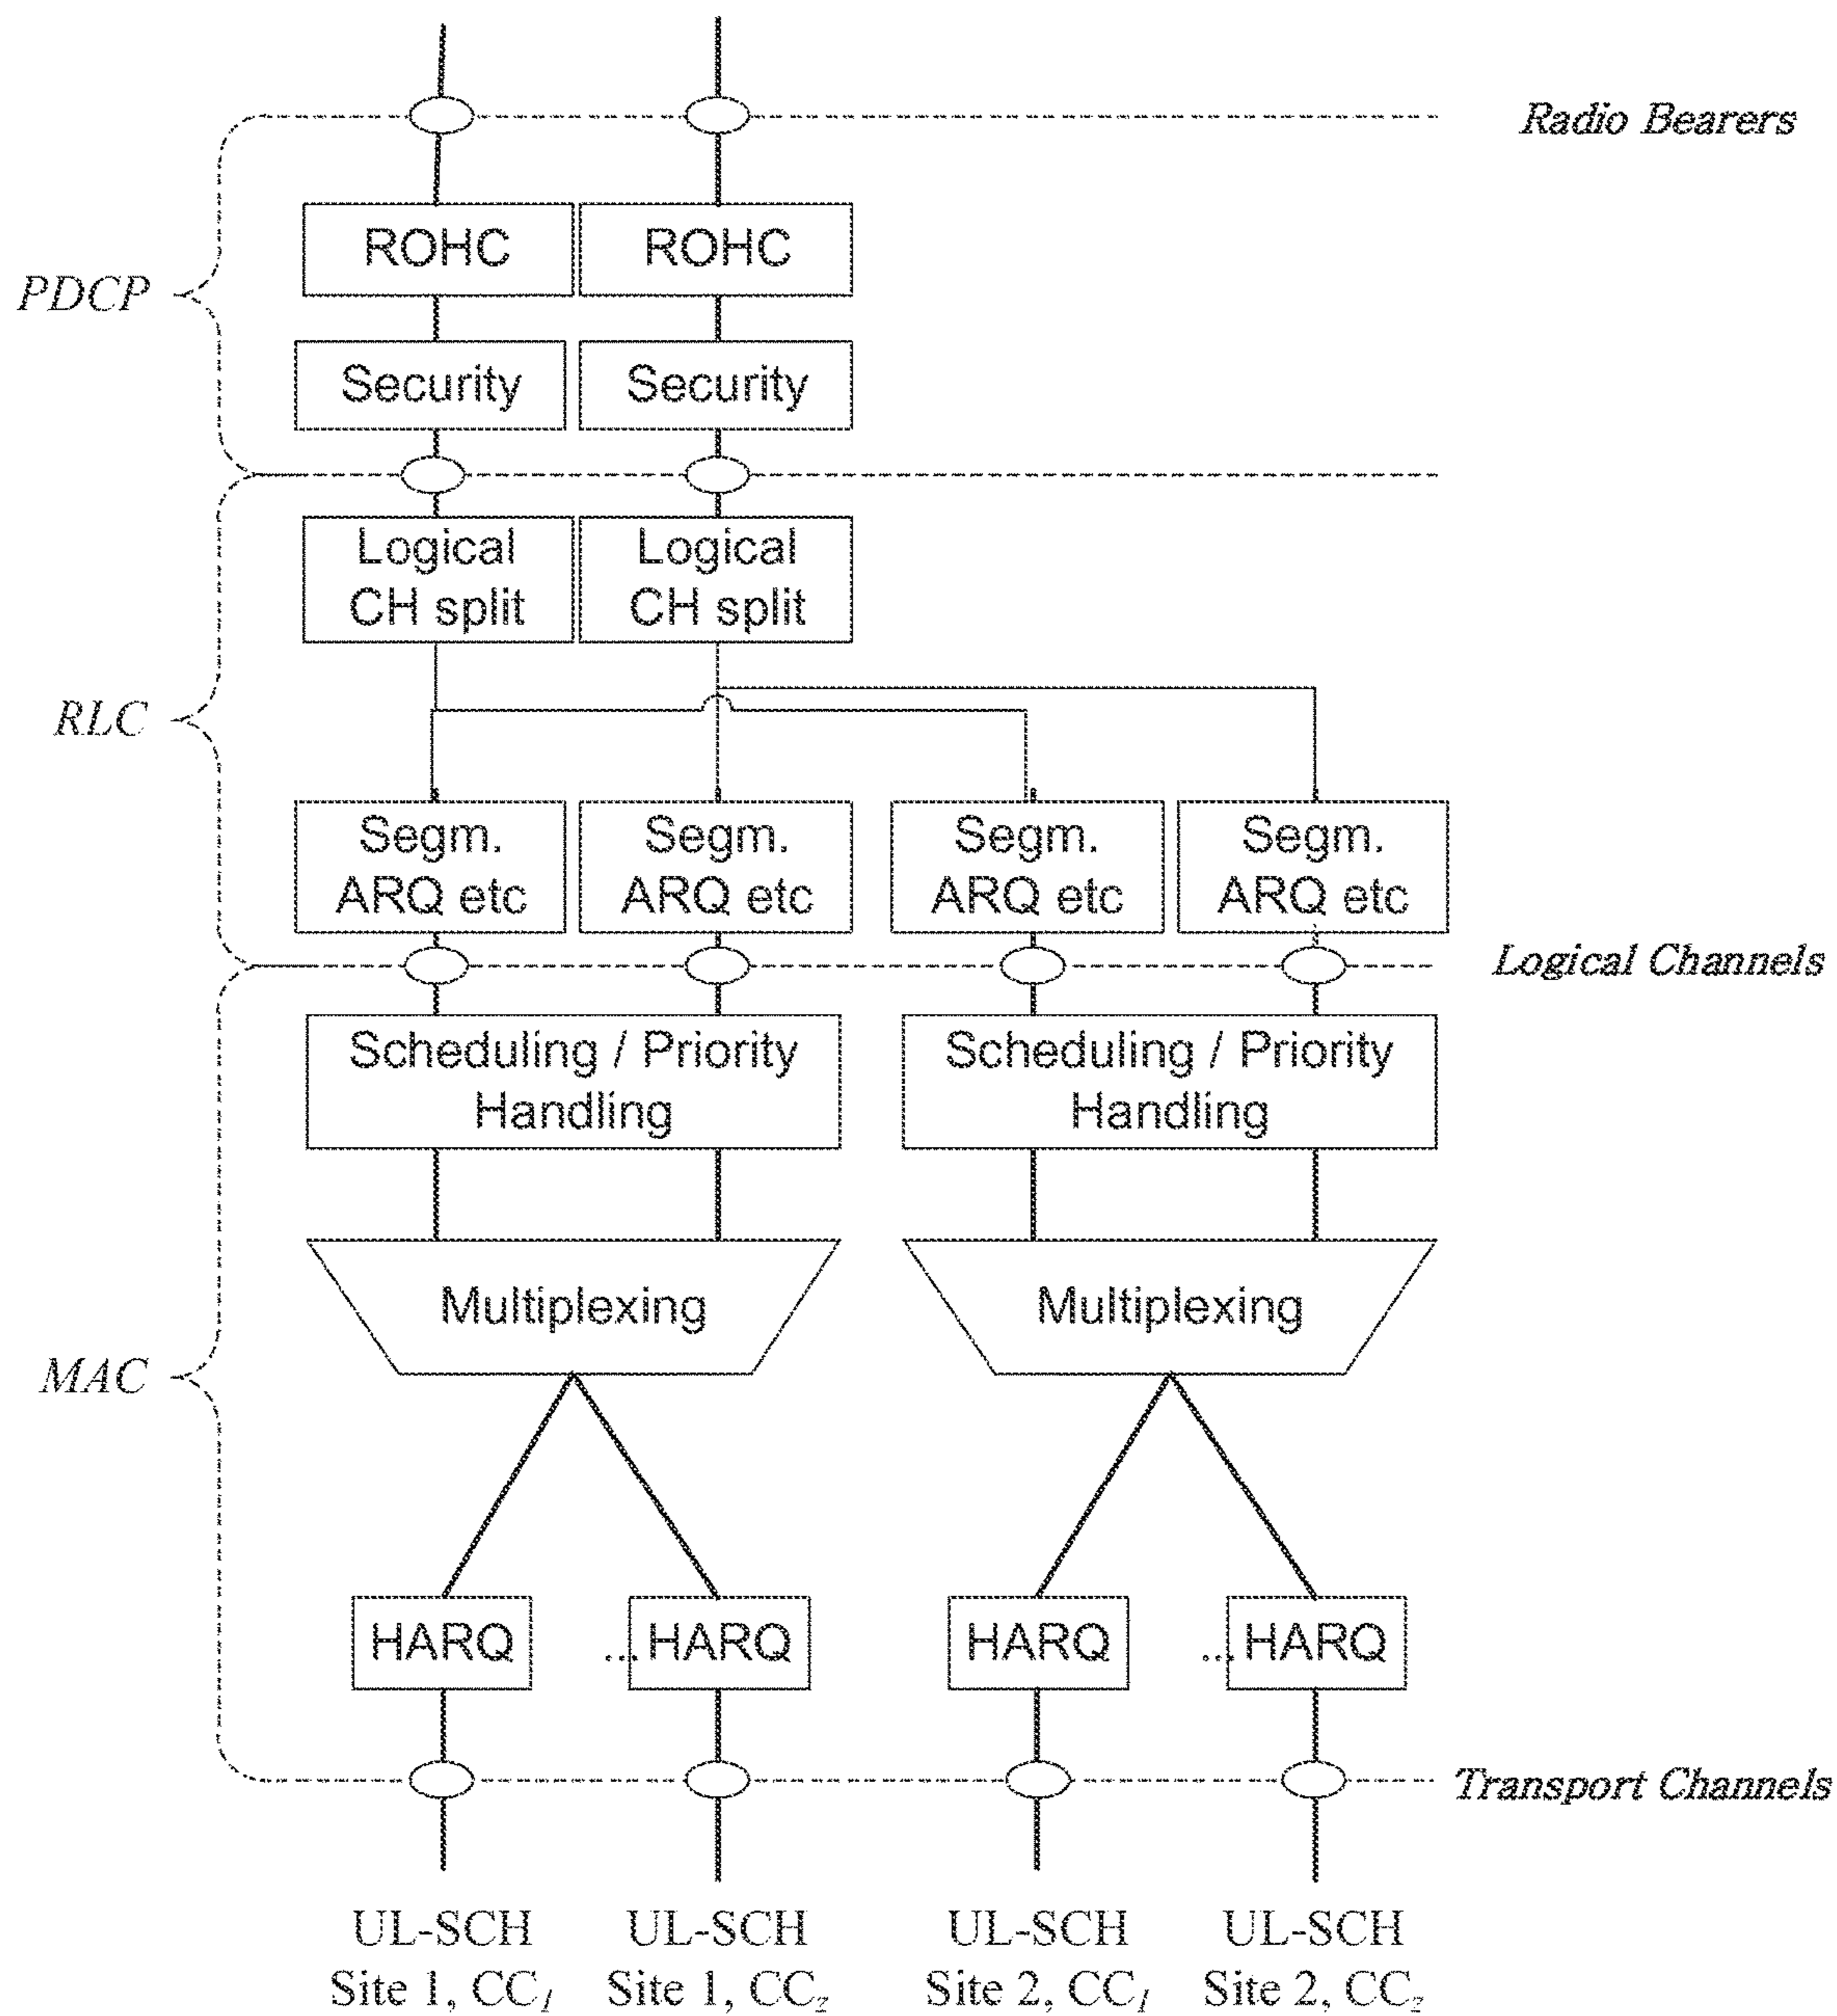 Radio Bearers
ROHC
ROHC
PDCP
Security
Security
Logical
CH split
Logical
CH split
RLC
Segm.
ARQ etc
Segm.
ARQ etc
Segm.
ARQ etc
Segm.
ARQ etc
Logical Channels
Scheduling / Priority
Handling
Scheduling / Priority
Handling
Multiplexing
Multiplexing
MAC
HARQ
... HARQ
HARQ
... HARQ
Transport Channels
UL-SCH
Site 1, CC1
UL-SCH
Site 1, CCz
UL-SCH
Site 2, CC1
UL-SCH
Site 2, CCz